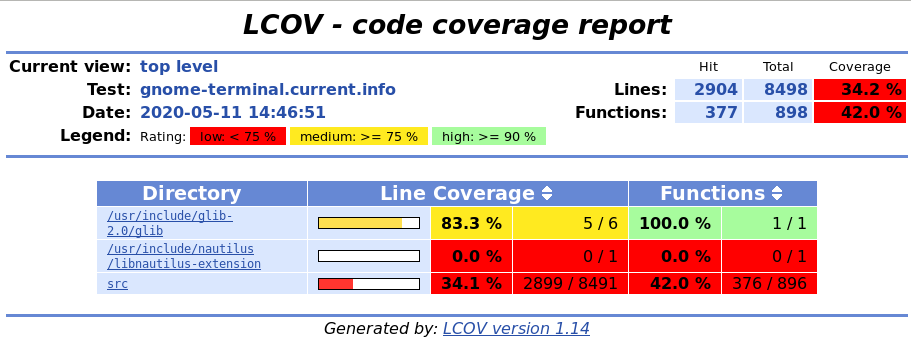 LCOV - code coverage report
Current view: top level Hit Total Coverage
Test: gnome-terminal.current.info Lines: 2904 8498 34.2 %
Date: 2020-05-11 14:46:51 Functions: 377 898 42.0 %
Legend: Rating: low: < 75 % medium: >= 75 % high: >= 90 %
Directory Line Coverage Functions
/usr/include/glib-
2.0/glib 83.3 % 5 / 6 100.0 % 1 / 1
/usr/include/nautilus
/libnautilus-extension 0.0 % 0 / 1 0.0 % 0 / 1
src 34.1 % 2899 / 8491 42.0 % 376 / 896
Generated by: LCOV version 1.14